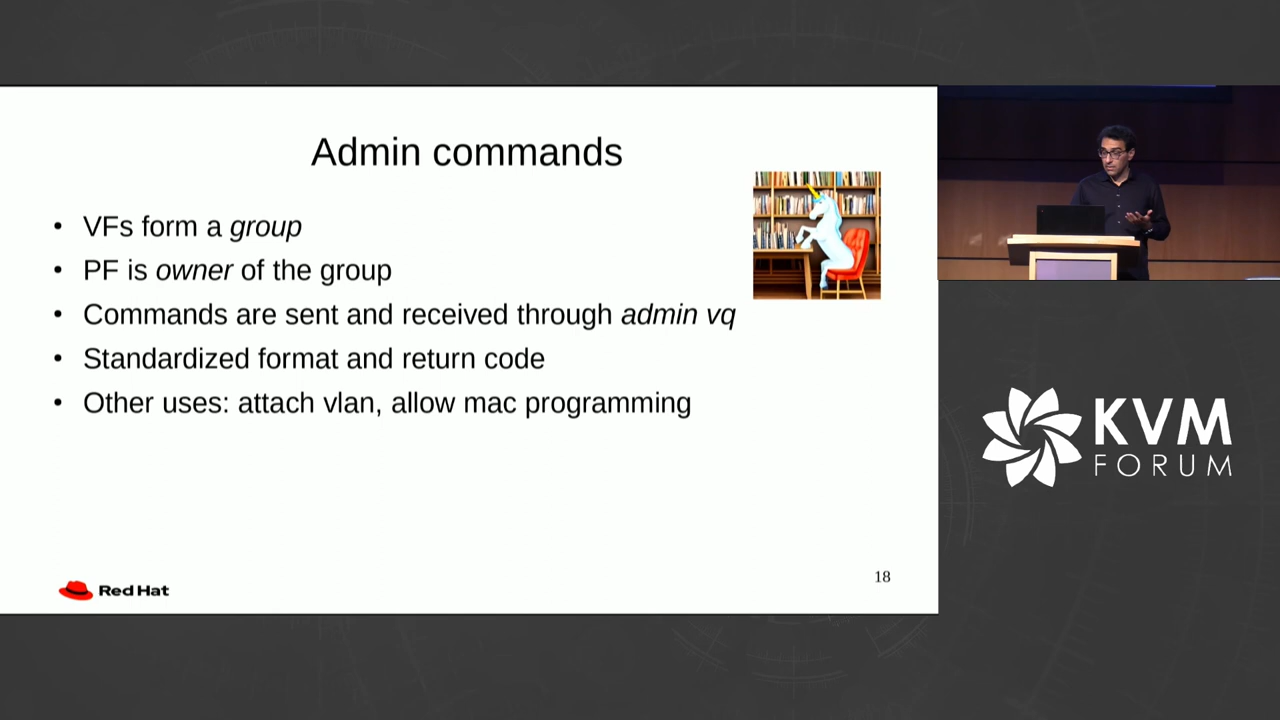 Admin commands
• VFs form a group
• PF is owner of the group
• Commands are sent and received through admin vq
• Standardized format and return code
• Other uses: attach vlan, allow mac programming
Red Hat
18
KVM
FORUM